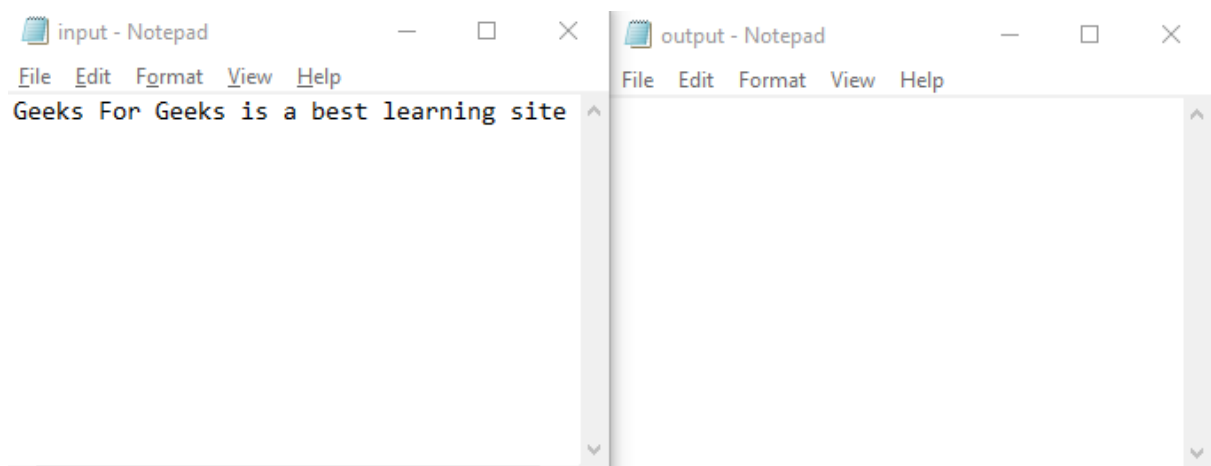 input - Notepad
File Edit Format View Help
Geeks For Geeks is a best learning site
output - Notepad
File Edit Format View Help